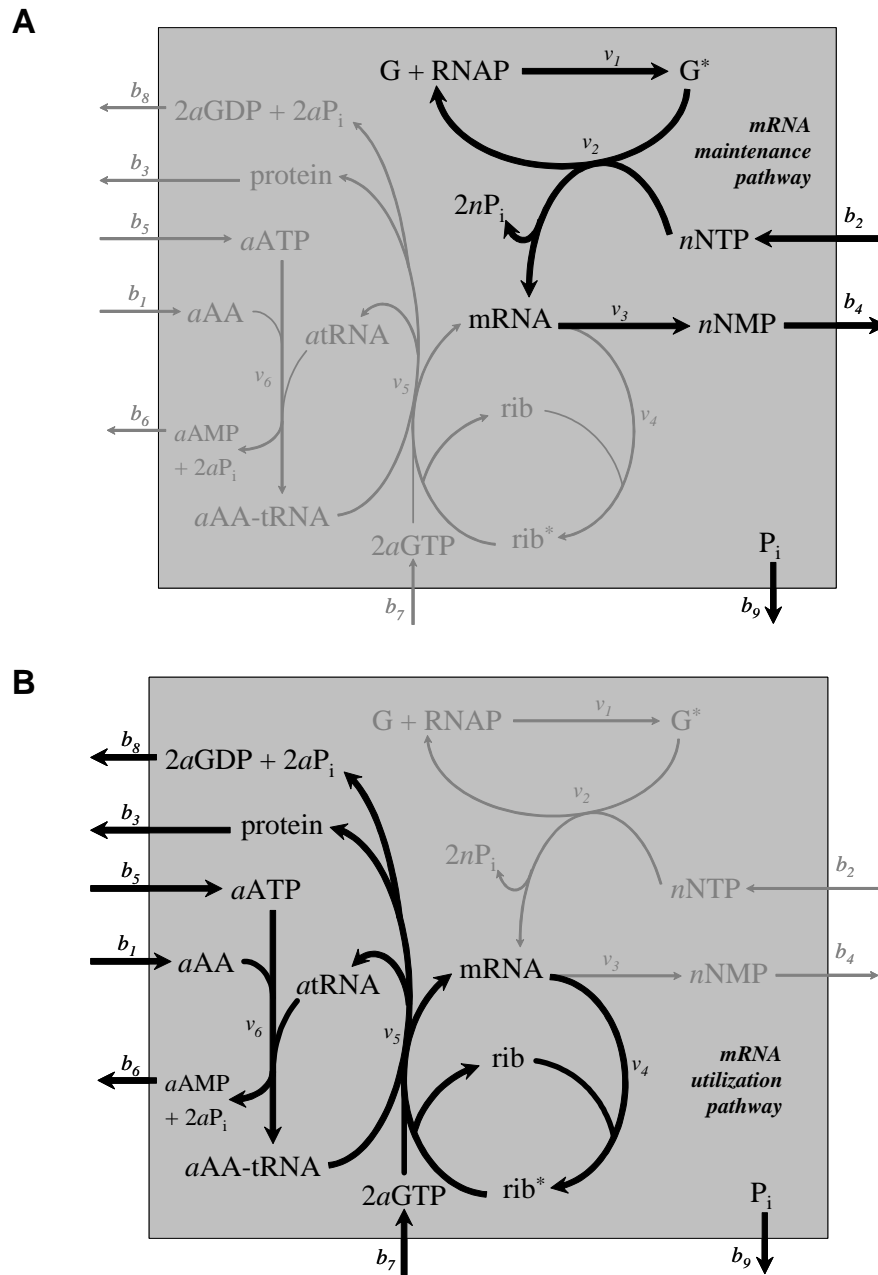 A
G + RNAP
v1
G*
b8
2aGDP + 2aPi
v2
mRNA
maintenance
pathway
b3
protein
2nPi
b5
aATP
nNTP
b2
b1
aAA
atRNA
mRNA
v3
nNMP
b4
v6
v5
rib
v4
b6
aAMP
+ 2aPi
aAA-tRNA
2aGTP
rib*
Pi
b7
b9
B
G + RNAP
v1
G*
b8
2aGDP + 2aPi
v2
b3
protein
2nPi
b5
aATP
nNTP
b2
b1
aAA
atRNA
mRNA
v3
nNMP
b4
v6
v5
rib
v4
mRNA
utilization
pathway
b6
aAMP
+ 2aPi
aAA-tRNA
2aGTP
rib*
Pi
b7
b9